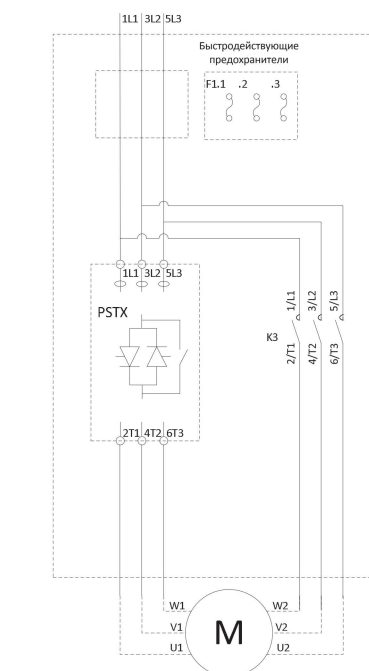 1L1 3L2 5L3
Быстродействующие
предохранители
F1.1 .2 .3
1L1 3L2 5L3
PSTX
1/L1 3/L2 5/L3
K3
2/T1 4/T2 6/T3
2T1 4T2 6T3
W1 W2
V1 M V2
U1 U2